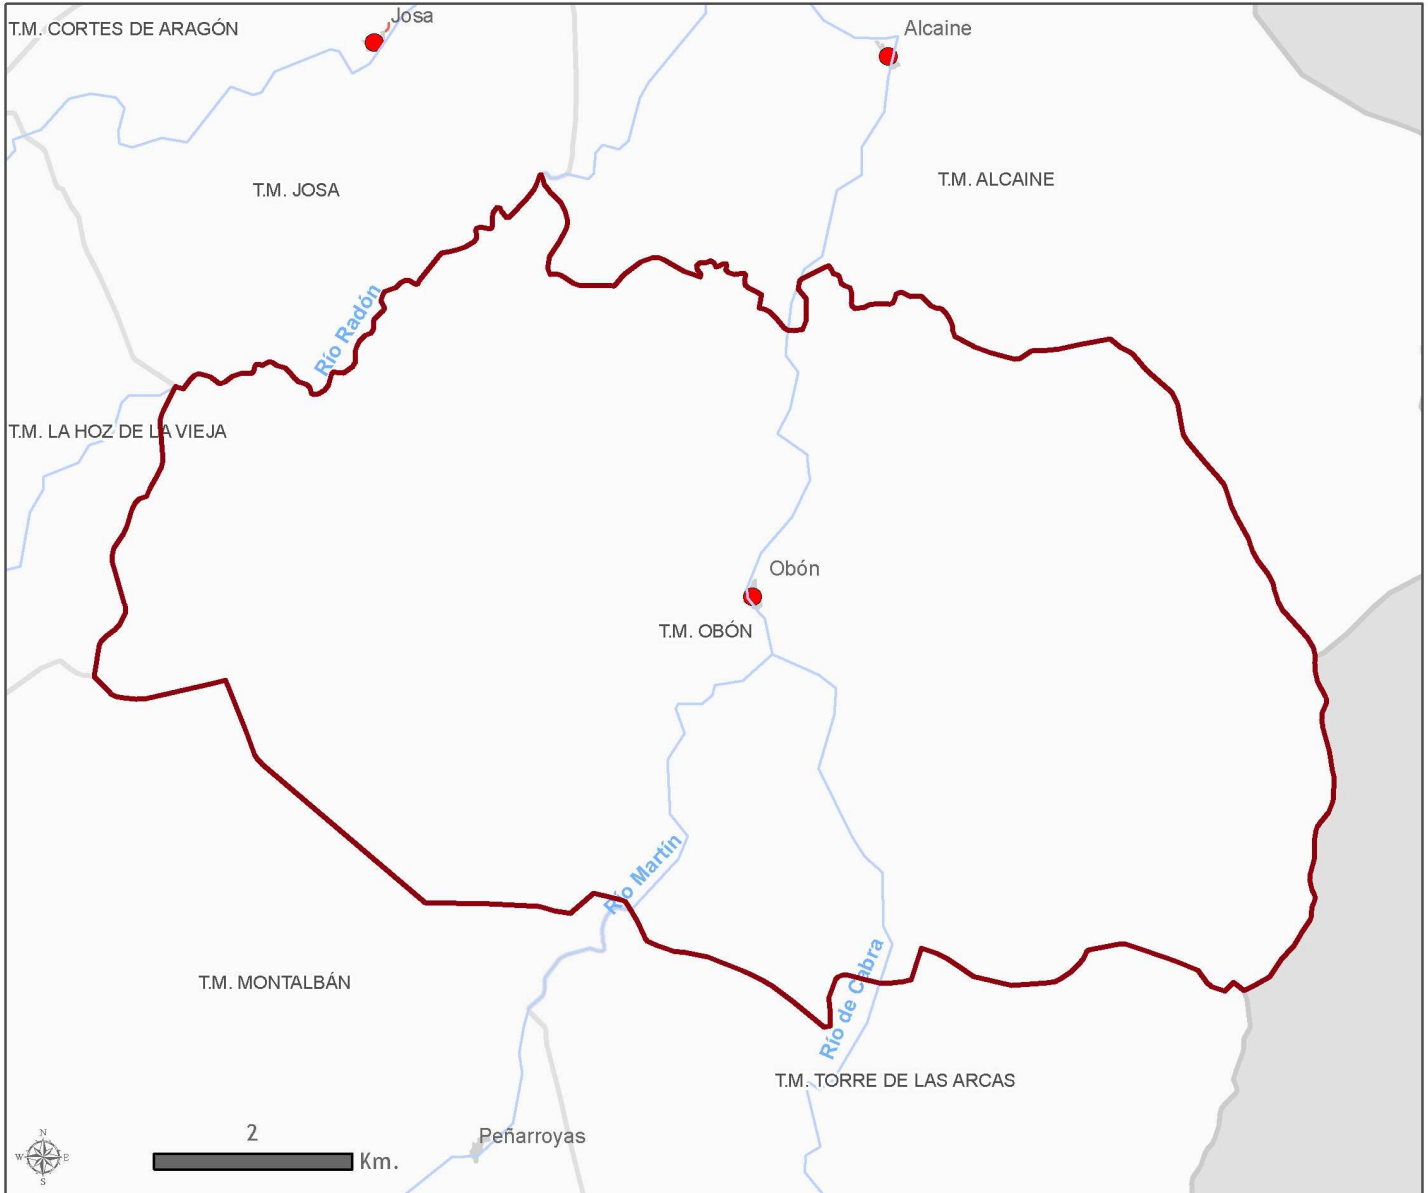 Josa
T.M. CORTES DE ARAGÓN
Alcaine
T.M. JOSA
T.M. ALCAINE
Río Radón
T.M. LA HOZ DE LA VIEJA
Obón
T.M. OBÓN
Río Martín
T.M. MONTALBÁN
Río de Cabra
T.M. TORRE DE LAS ARCAS
Peñarroyas
2
Km.
N
W E
S